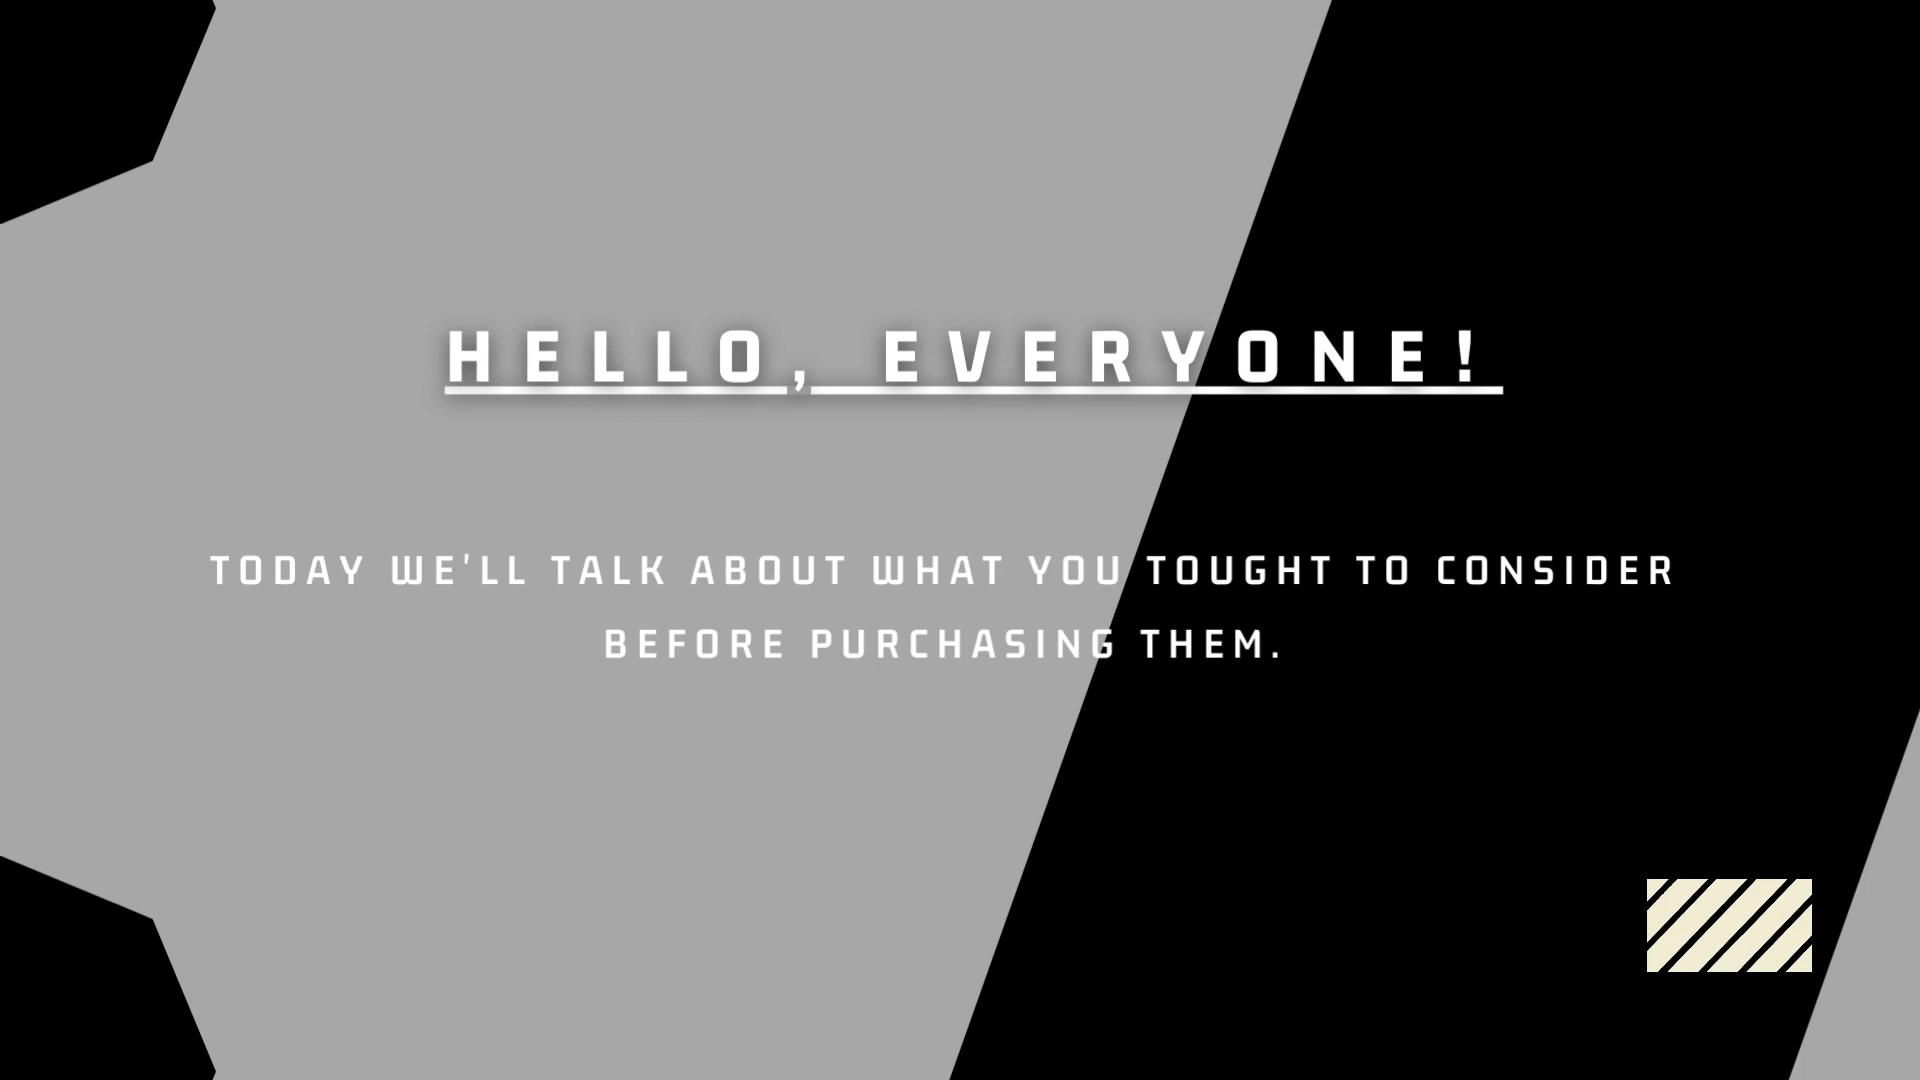 HELLO, EVERYONE!
TODAY WE'LL TALK ABOUT WHAT YOU TOUGHT TO CONSIDER
BEFORE PURCHASING THEM.